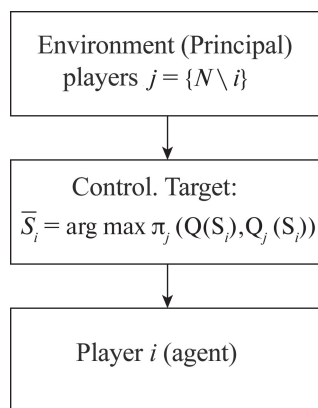 Environment (Principal)
players j = {N \ i}
Control. Target:
S̅ᵢ = arg max πⱼ (Q(Sᵢ),Qⱼ (Sᵢ))
Player i (agent)